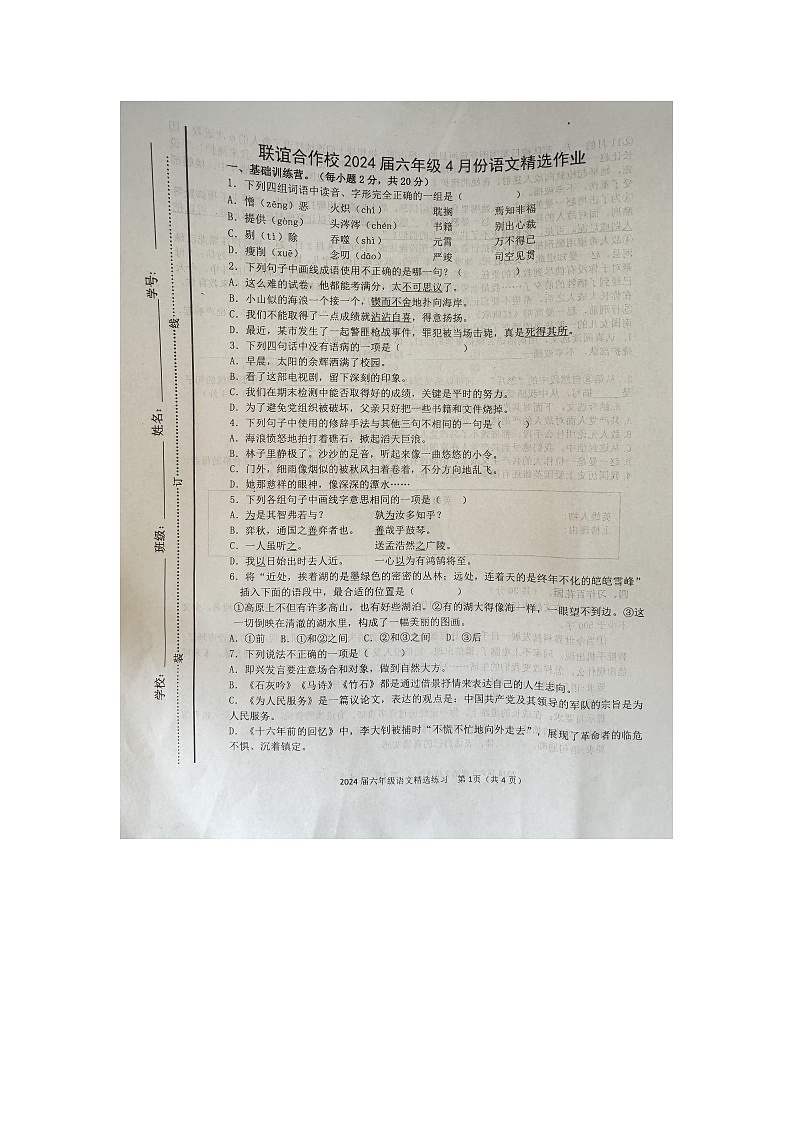 联谊合作校 2024 届六年级 4 月份语文精选作业
一、基础训练营。（每小题 2 分，共 20 分）
1．下列四组词语中读音、字形完全正确的一组是（ ）
A．憎（zēng）恶 火炽（chì） 耽搁 焉知非福
B．提供（gòng） 头涔涔（chén） 书籍 别出心裁
C．剔（tì）除 吞噬（shì） 元霄 万不得已
D．瘦削（xuē） 念叨（dāo） 严竣 司空见贯
2．下列句子中画线成语使用不正确的是哪一句？（ ）
A．这么难的试卷，他都能考满分，太不可思议了。
B．小山似的海浪一个接一个，锲而不舍地扑向海岸。
C．我们不能取得了一点成绩就沾沾自喜，得意扬扬。
D．最近，某市发生了一起警匪枪战事件，罪犯被当场击毙，真是死得其所。
3．下列四句话中没有语病的一项是（ ）
A．早晨，太阳的余辉洒满了校园。
B．看了这部电视剧，留下深刻的印象。
C．我们在期末检测中能否取得好的成绩，关键是平时的努力。
D．为了避免党组织被破坏，父亲只好把一些书籍和文件烧掉。
4．下列句子中使用的修辞手法与其他三句不相同的一句是（ ）
A．海浪愤怒地拍打着礁石，掀起滔天巨浪。
B．林子里静极了。沙沙的足音，听起来像一曲悠悠的小令。
C．门外，细雨像烟似的被秋风扫着卷着，不分方向地乱飞。
D．她那慈祥的眼神，像深深的潭水……
5．下列各组句子中画线字意思相同的一项是（ ）
A．为是其智弗若与？ 孰为汝多知乎？
B．弈秋，通国之善弈者也。 善哉乎鼓琴。
C．一人虽听之。 送孟浩然之广陵。
D．我以日始出时去人近。 一心以为有鸿鹄将至。
6．将“近处，挨着湖的是墨绿色的密密的丛林；远处，连着天的是终年不化的皑皑雪峰”
插入下面的语段中，最合适的位置是（ ）
①高原上不但有许多高山，也有好些湖泊。②有的湖大得像海一样，一眼望不到边。③这
一切倒映在清澈的湖水里，构成了一幅美丽的图画。
A．①前 B．①和②之间 C．②和③之间 D．③后
7．下列说法不正确的一项是（ ）
A．即兴发言要注意场合和对象，做到自然大方。
B．《石灰吟》《马诗》《竹石》都是通过借景抒情来表达自己的人生志向。
C．《为人民服务》是一篇议论文，表达的观点是：中国共产党及其领导的军队的宗旨是为
人民服务。
D．《十六年前的回忆》中，李大钊被捕时“不慌不忙地向外走去”，展现了革命者的临危
不惧、沉着镇定。
2024 届六年级语文精选练习 第 1页（共 4 页）
学校： 班级： 姓名： 学号：
装 订 线